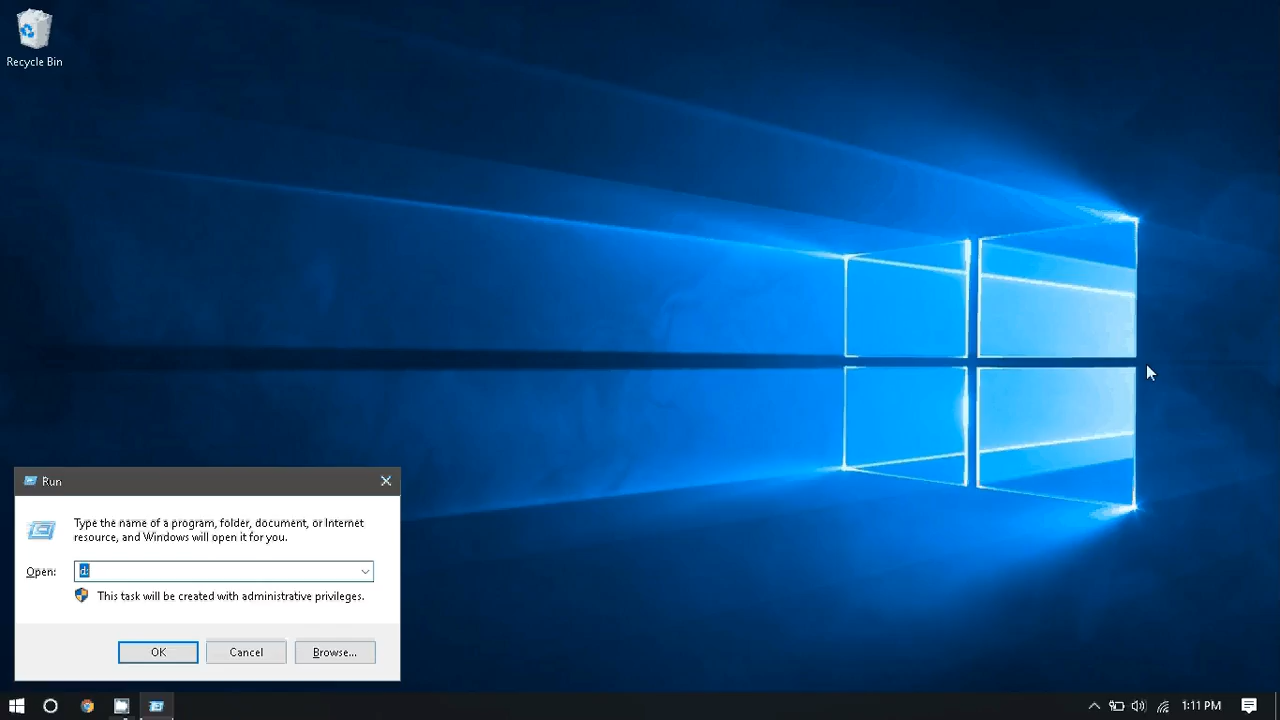 Recycle Bin
Run
Type the name of a program, folder, document, or Internet
resource, and Windows will open it for you.
Open:
d:
This task will be created with administrative privileges.
OK
Cancel
Browse...
1:11 PM